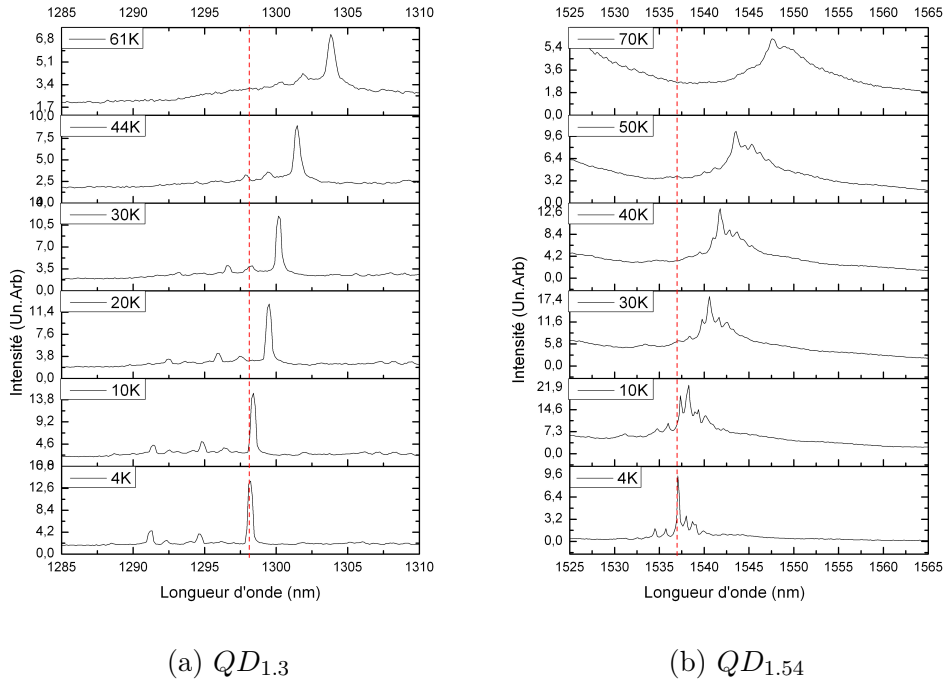 1285 1290 1295 1300 1305 1310
61K
6,8
5,1
3,4
1,7
44K
7,5
5,0
2,5
30K
10,5
7,0
3,5
0,0
20K
11,4
7,6
3,8
0,0
10K
13,8
9,2
4,6
4K
12,6
8,4
4,2
0,0
1285 1290 1295 1300 1305 1310
Intensité (Un.Arb)
Longueur d'onde (nm)
(a) QD1.3
1525 1530 1535 1540 1545 1550 1555 1560 1565
70K
5,4
3,6
1,8
0,0
50K
9,6
6,4
3,2
0,0
40K
12,6
8,4
4,2
0,0
30K
17,4
11,6
5,8
0,0
10K
21,9
14,6
7,3
0,0
4K
9,6
6,4
3,2
0,0
1525 1530 1535 1540 1545 1550 1555 1560 1565
Intensité (Un.Arb)
Longueur d'onde (nm)
(b) QD1.54